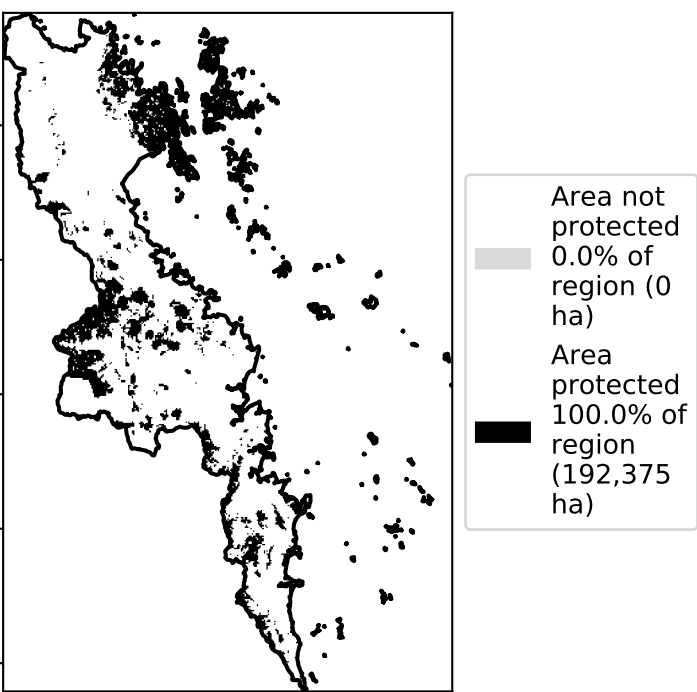 Area not
protected
0.0% of
region (0
ha)
Area
protected
100.0% of
region
(192,375
ha)